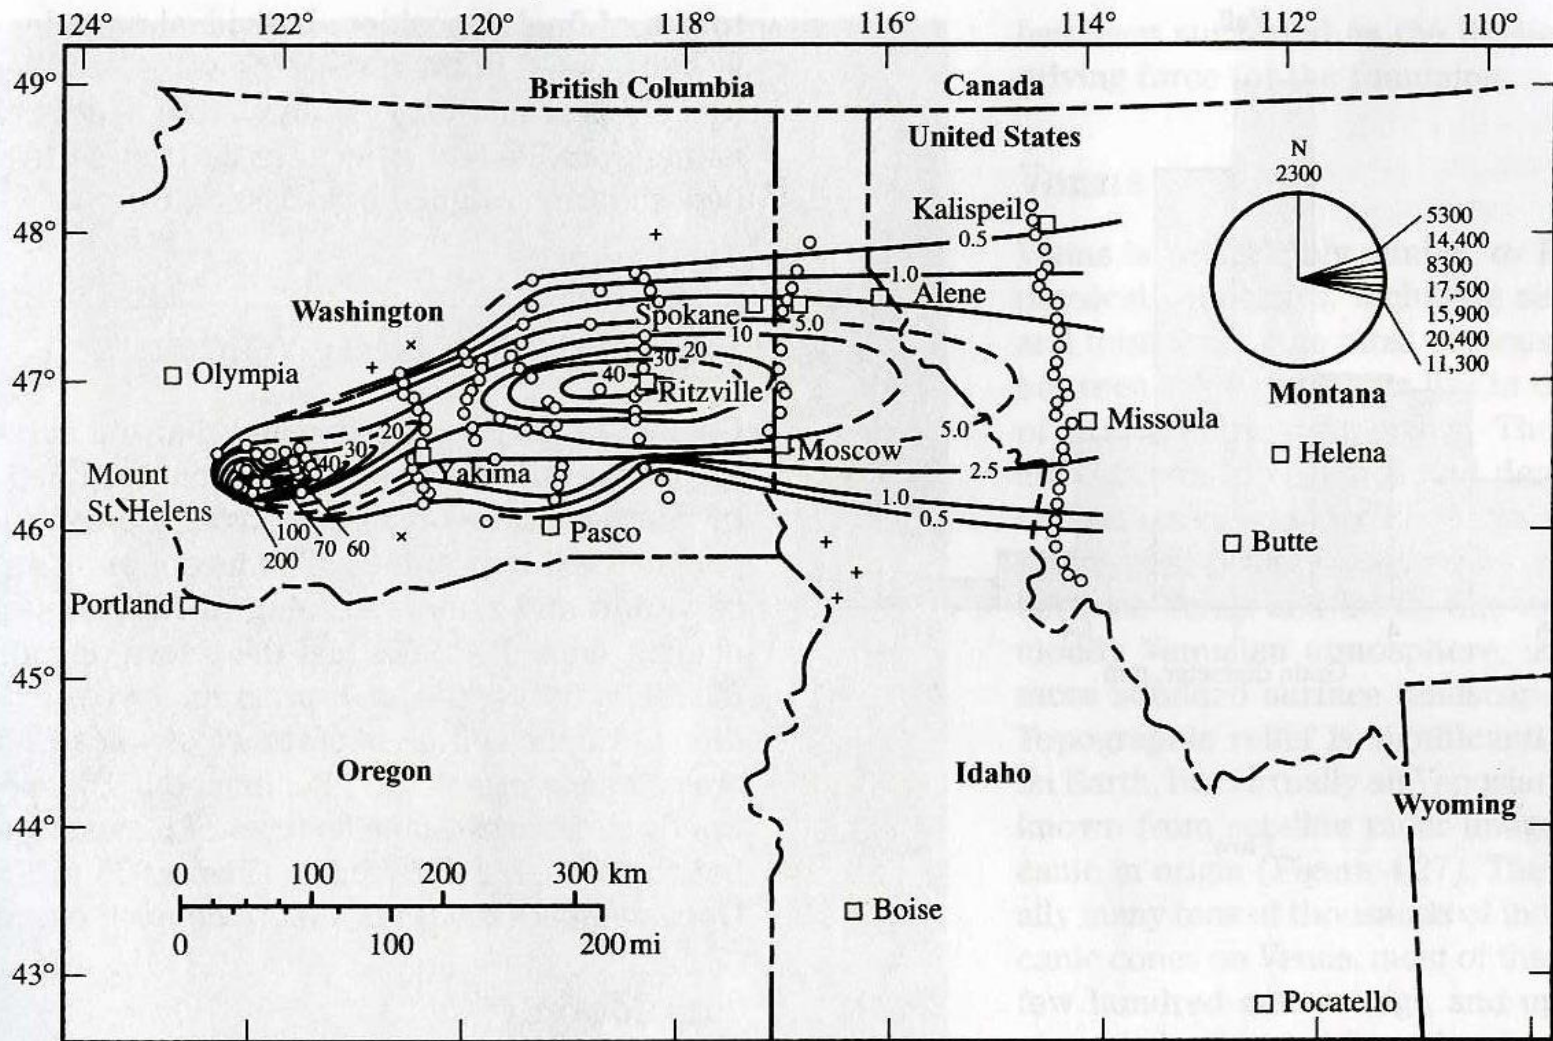 124° 122° 120° 118° 116° 114° 112° 110°
49°
British Columbia Canada
United States
N
2300
48°
Kalispeil
0.5
5300
14,400
8300
17,500
15,900
20,400
11,300
1.0
Alene
Washington
Spokane
5.0
10
20
30
40
47°
Olympia
Ritzville
Montana
Missoula
5.0
20
30
40
Moscow
Helena
Yakima
2.5
Mount
St. Helens
1.0
0.5
46°
100
200
70
60
Pasco
Butte
Portland
45°
Oregon
Idaho
Wyoming
44°
0 100 200 300 km
0 100 200 mi
Boise
43°
Pocatello